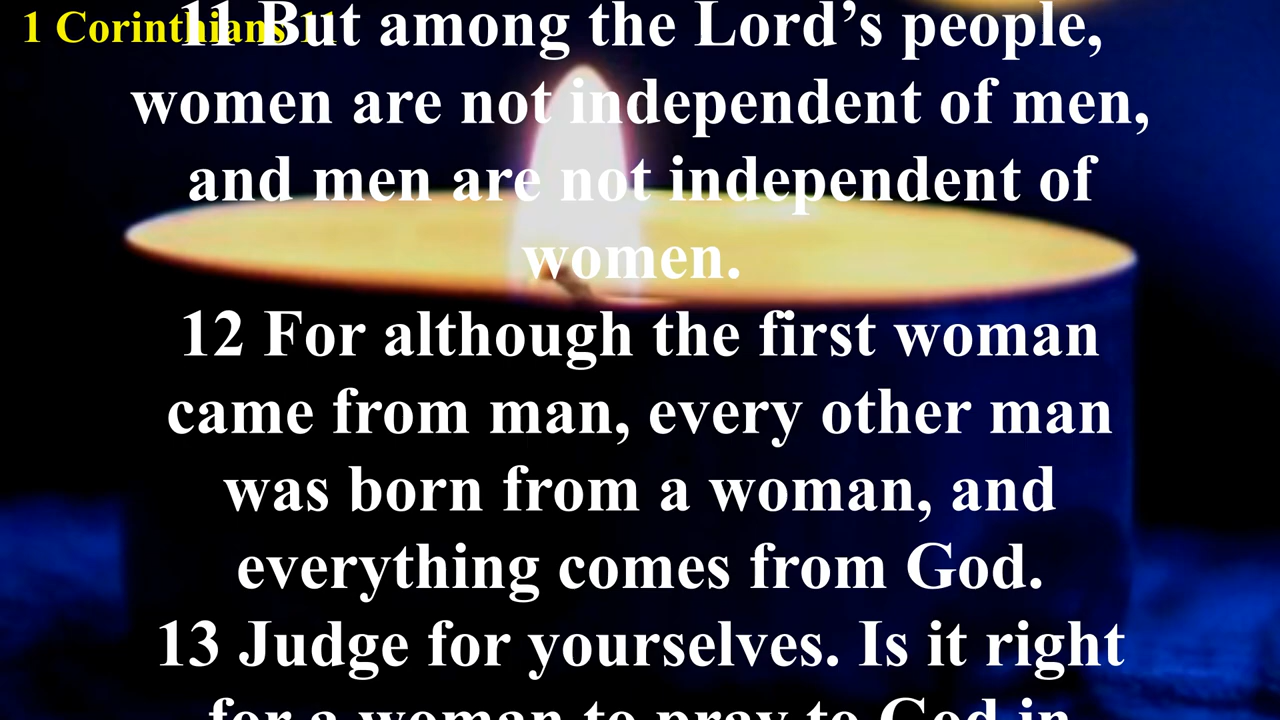 1 Corinthians 11
11 But among the Lord’s people,
women are not independent of men,
and men are not independent of
women.
12 For although the first woman
came from man, every other man
was born from a woman, and
everything comes from God.
13 Judge for yourselves. Is it right
for a woman to pray to God in